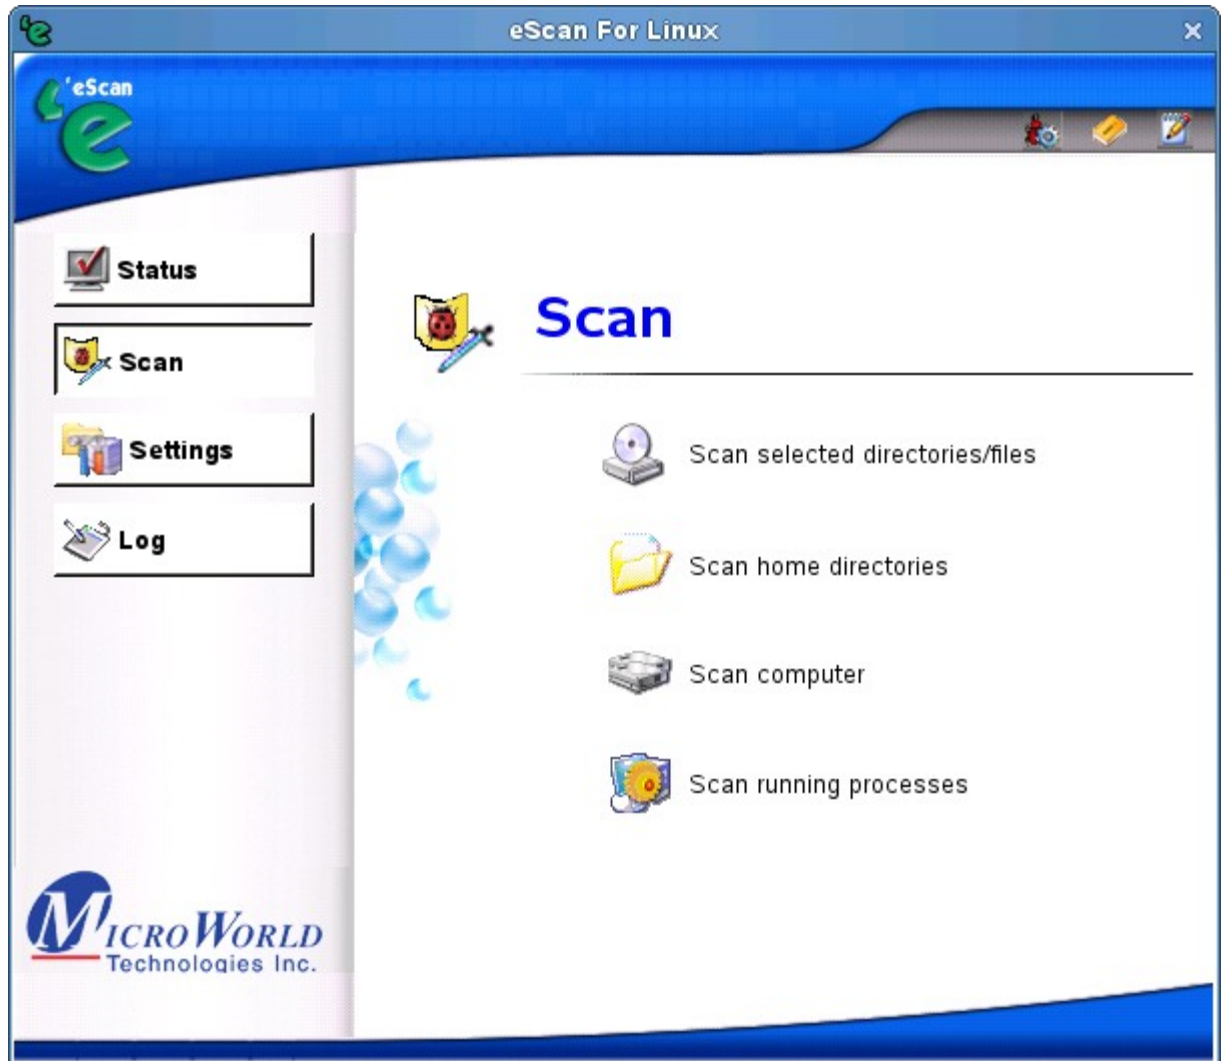 eScan For Linux
eScan
Status
Scan
Settings
Log
Scan
Scan selected directories/files
Scan home directories
Scan computer
Scan running processes
MICROWORLD
Technologies Inc.